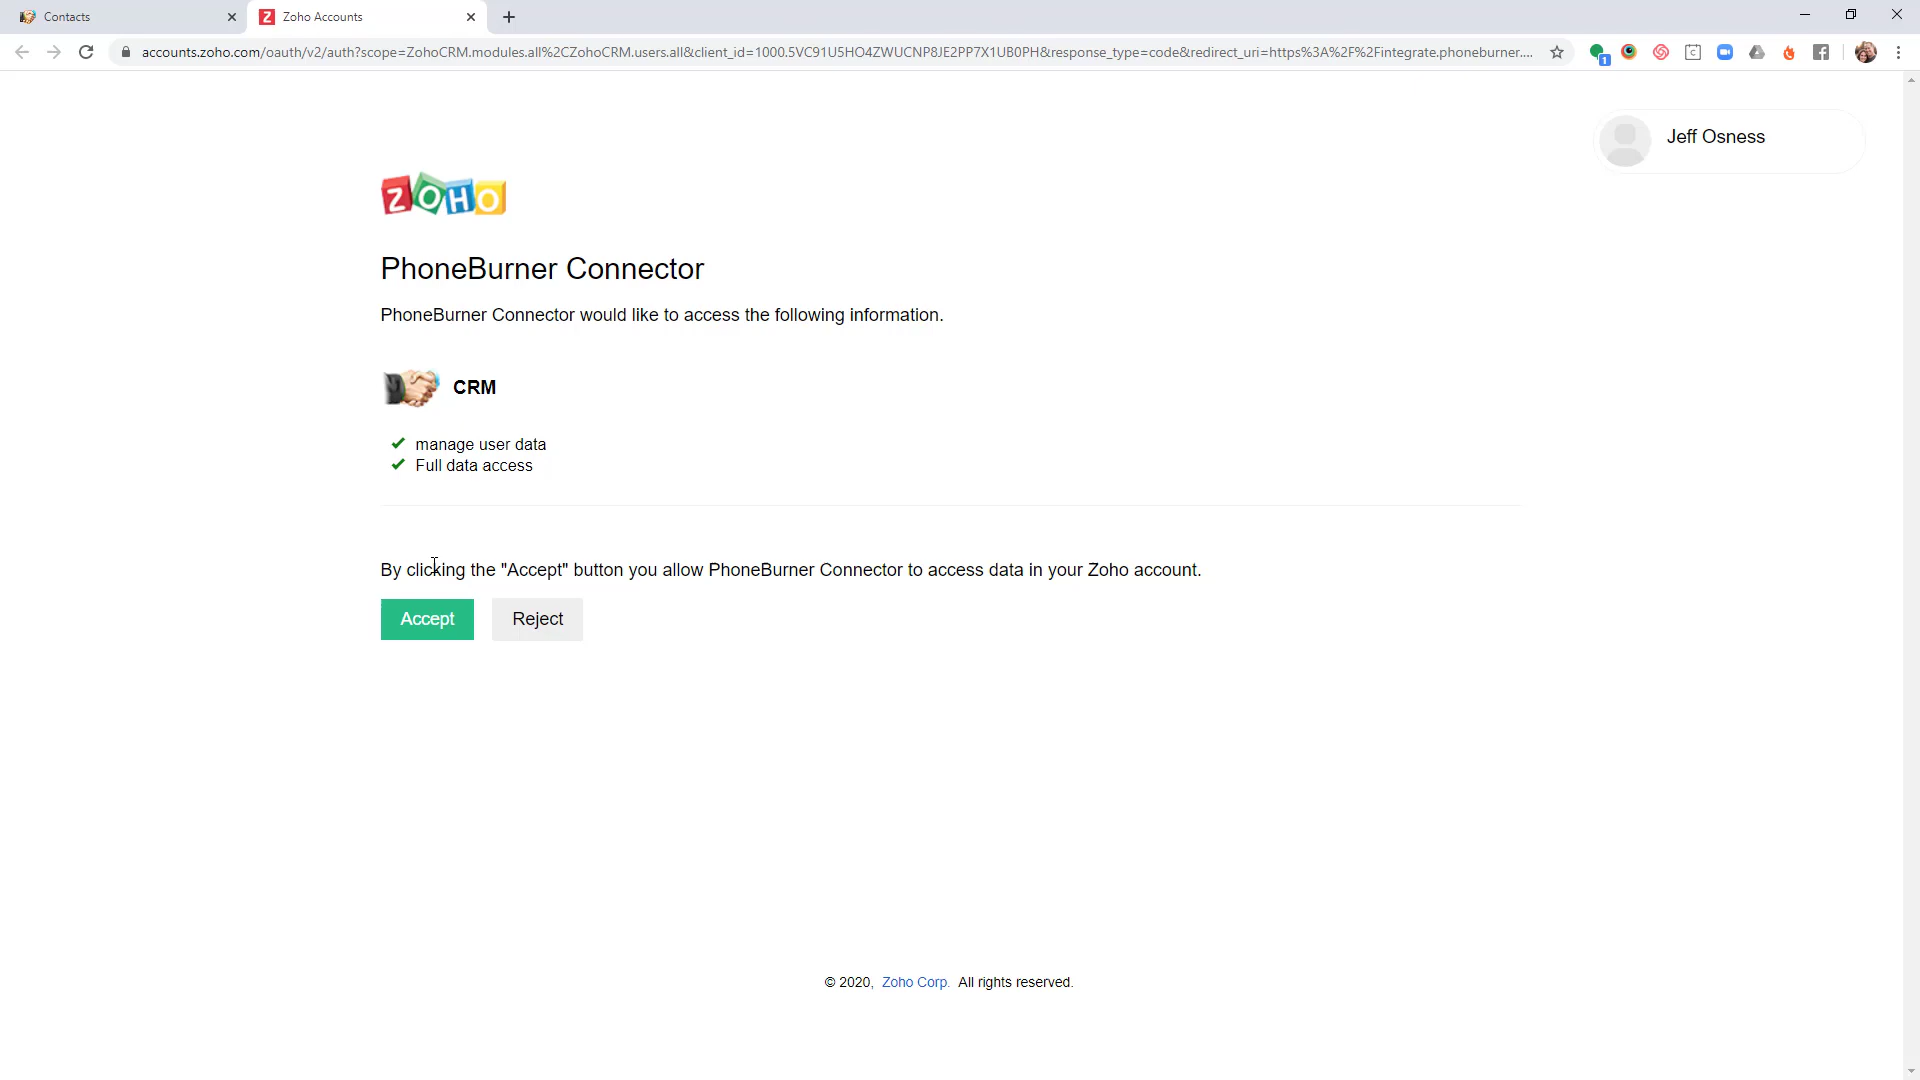 Contacts
Zoho Accounts
accounts.zoho.com/oauth/v2/auth?scope=ZohoCRM.modules.all%2CZohoCRM.users.all&client_id=1000.5VC91U5HO4ZWUCNP8JE2PP7X1UB0PH&response_type=code&redirect_uri=https%3A%2F%2Fintegrate.phoneburner....
1
Jeff Osness
ZOHO
PhoneBurner Connector
PhoneBurner Connector would like to access the following information.
CRM
manage user data
Full data access
By clicking the "Accept" button you allow PhoneBurner Connector to access data in your Zoho account.
Accept Reject
© 2020, Zoho Corp. All rights reserved.